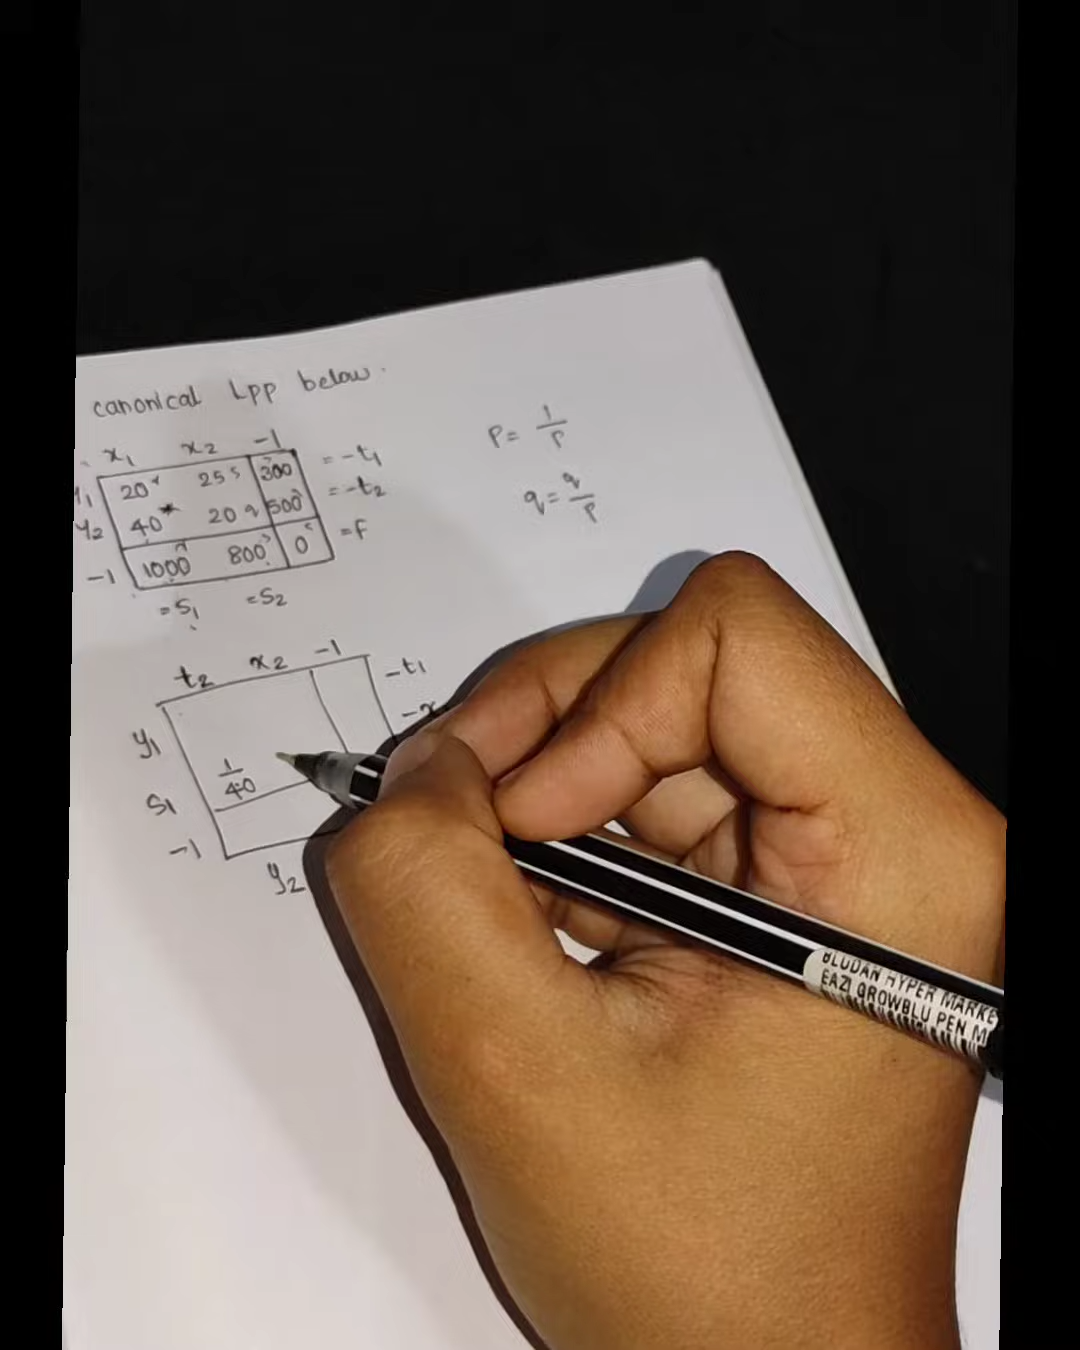 canonical Lpp below.
x1 x2 -1
20 25 300 = -t1
y2 40* 20 500 = -t2
-1 1000 800 0 = f
= s1 = s2
p = 1/p
q = q/p
t2 x2 -1
y1 -t1
1/40
s1
-1
y2
BLUDAN HYPER MARKE
EAZI GROWBLU PEN M